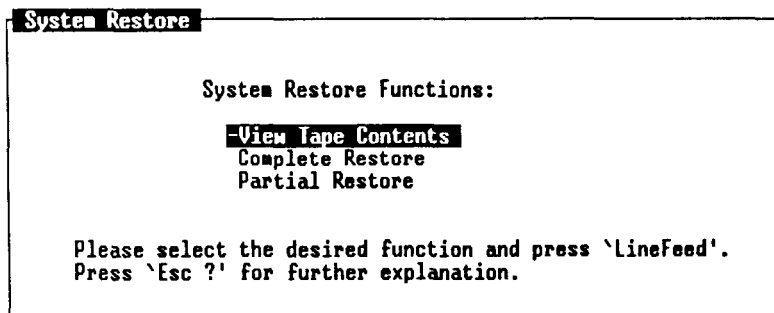 System Restore
System Restore Functions:
-View Tape Contents
Complete Restore
Partial Restore
Please select the desired function and press `LineFeed'.
Press `Esc ?' for further explanation.